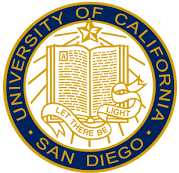 UNIVERSITY OF CALIFORNIA
· SAN DIEGO ·
A
LET THERE BE
LIGHT